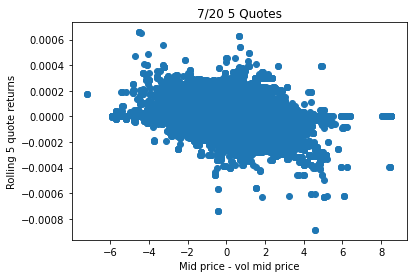 7/20 5 Quotes
0.0006
0.0004
0.0002
0.0000
−0.0002
−0.0004
−0.0006
−0.0008
Rolling 5 quote returns
−6 −4 −2 0 2 4 6 8
Mid price - vol mid price